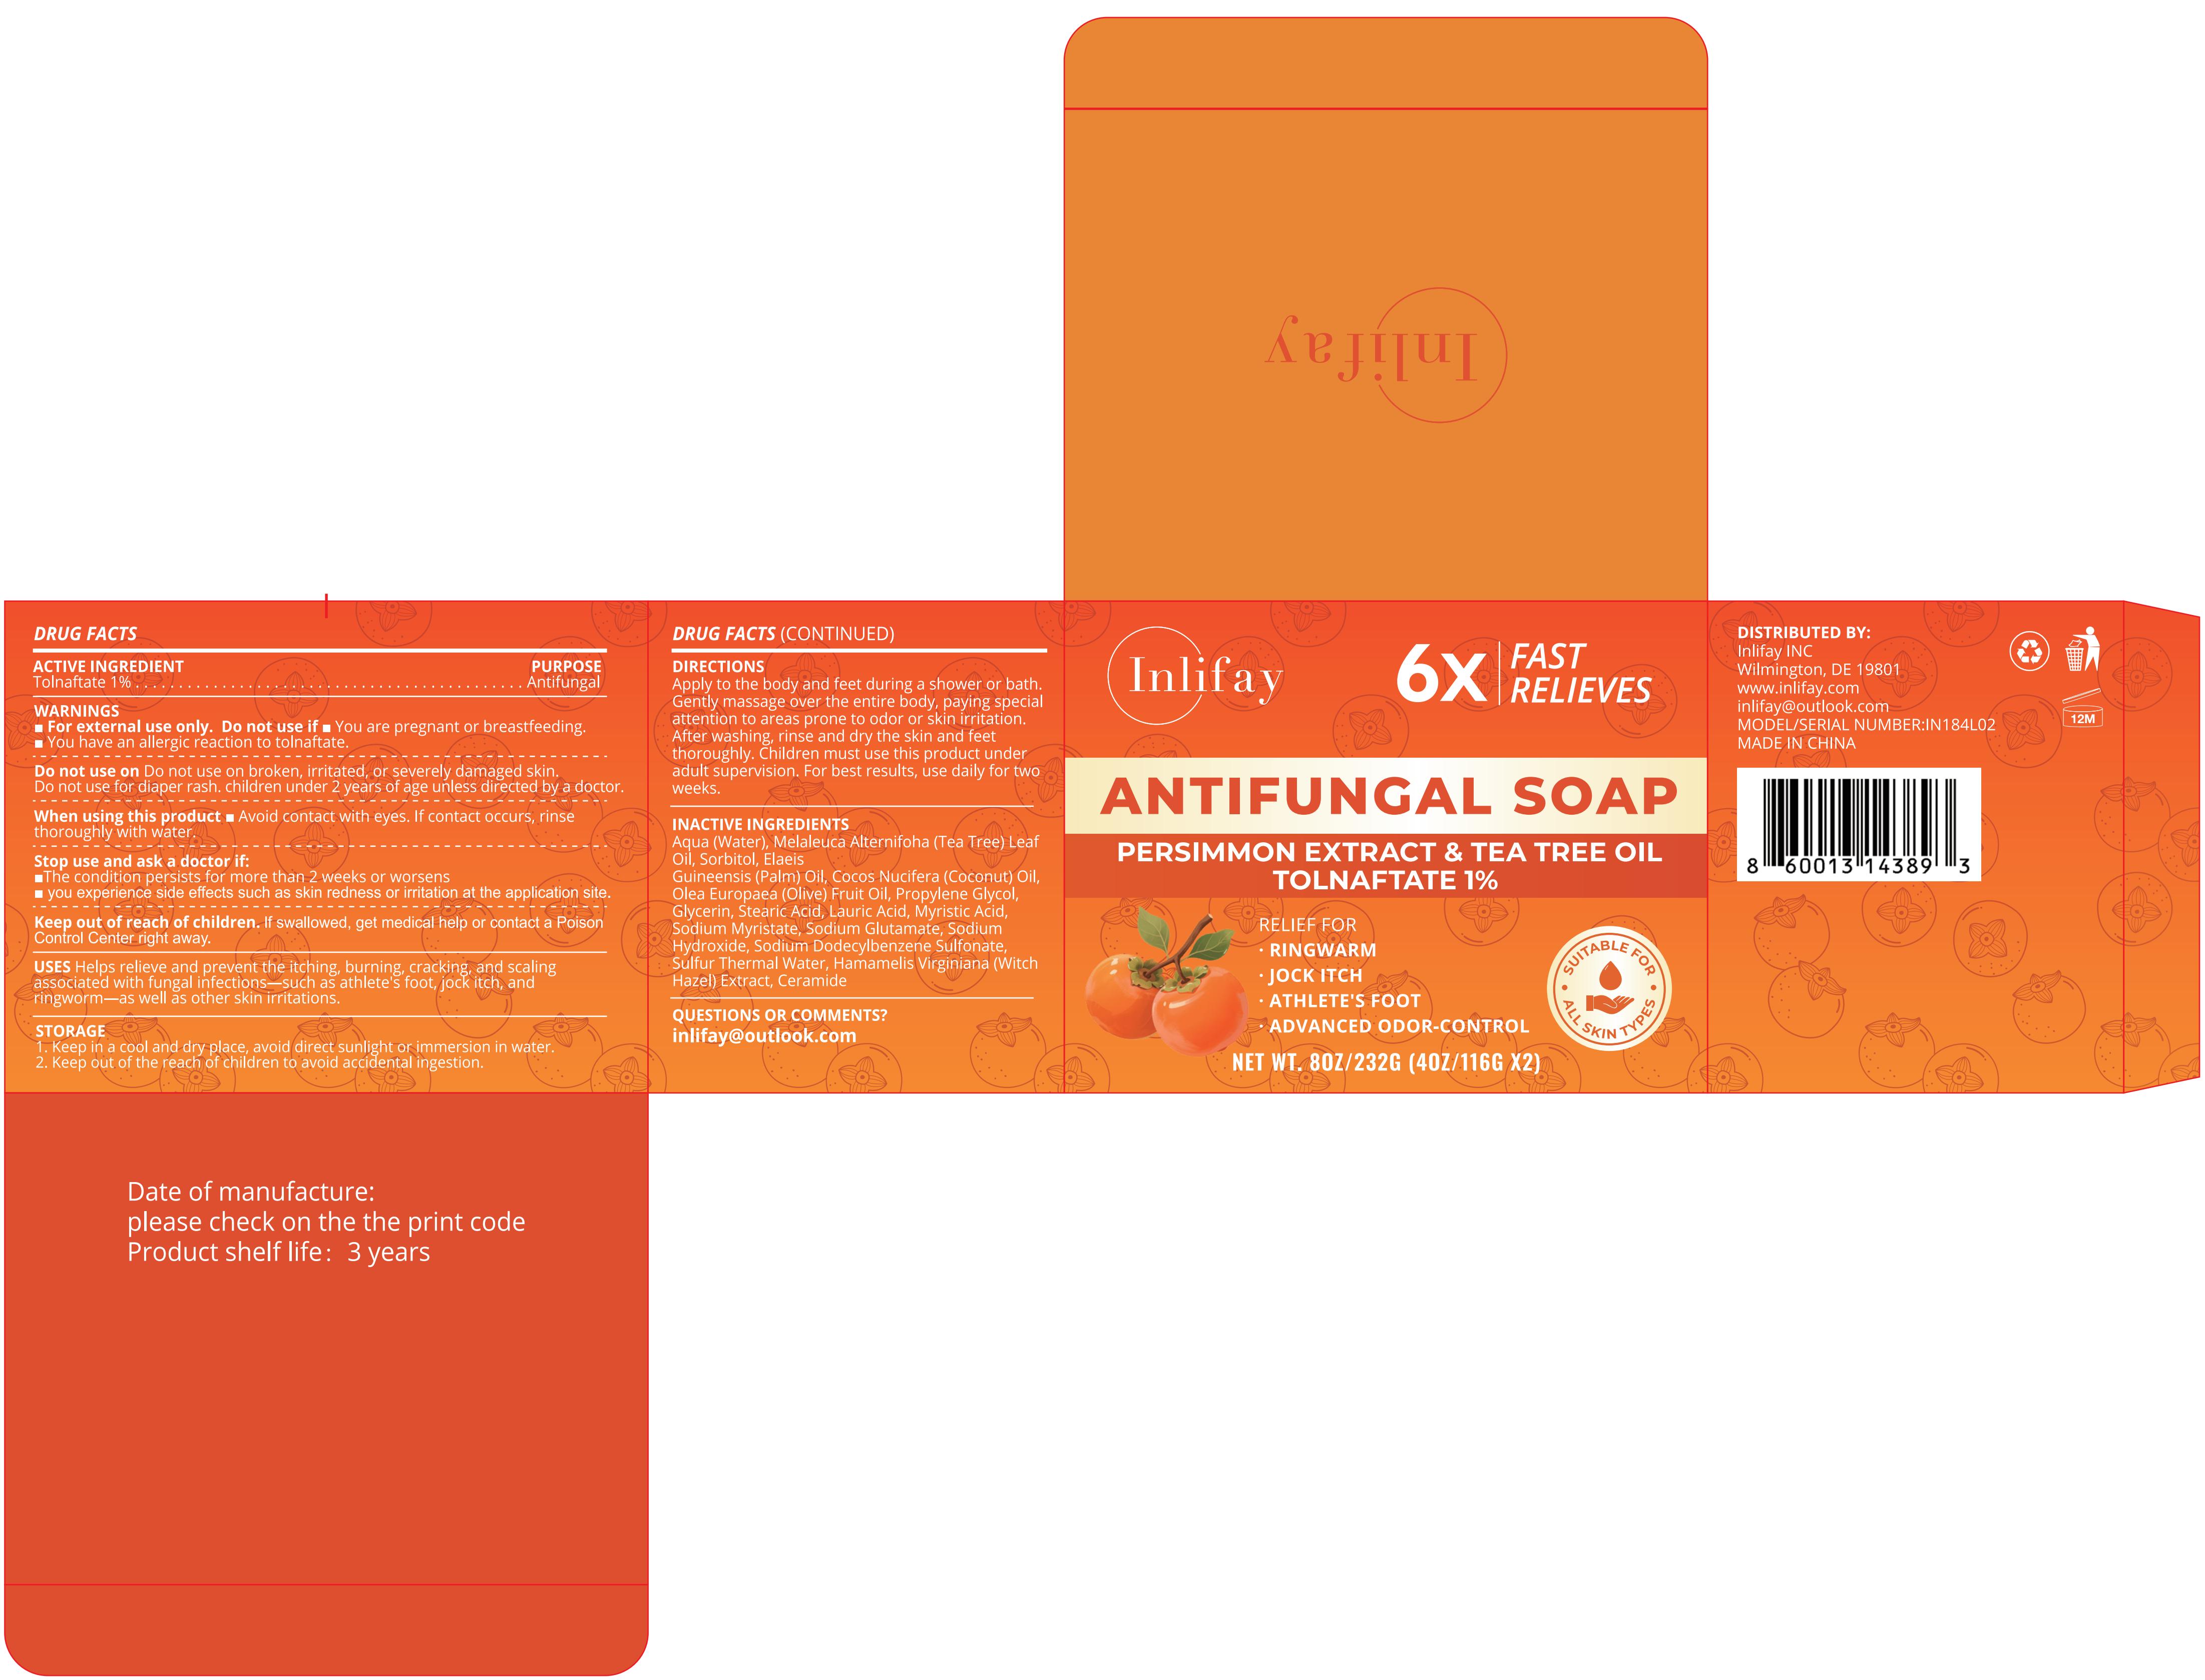 Inlifay
DRUG FACTS
ACTIVE INGREDIENT PURPOSE
Tolnaftate 1%. . . . . . . . . . . . . . . . . . . . . . . . . . . . . . . . . . . . . . . . . . . . Antifungal
WARNINGS
■ For external use only. Do not use if ■ You are pregnant or breastfeeding.
■ You have an allergic reaction to tolnaftate.
Do not use on Do not use on broken, irritated, or severely damaged skin.
Do not use for diaper rash. children under 2 years of age unless directed by a doctor.
When using this product ■ Avoid contact with eyes. If contact occurs, rinse
thoroughly with water.
Stop use and ask a doctor if:
■The condition persists for more than 2 weeks or worsens
■ you experience side effects such as skin redness or irritation at the application site.
Keep out of reach of children. If swallowed, get medical help or contact a Poison
Control Center right away.
USES Helps relieve and prevent the itching, burning, cracking, and scaling
associated with fungal infections—such as athlete's foot, jock itch, and
ringworm—as well as other skin irritations.
STORAGE
1. Keep in a cool and dry place, avoid direct sunlight or immersion in water.
2. Keep out of the reach of children to avoid accidental ingestion.
DRUG FACTS (CONTINUED)
DIRECTIONS
Apply to the body and feet during a shower or bath.
Gently massage over the entire body, paying special
attention to areas prone to odor or skin irritation.
After washing, rinse and dry the skin and feet
thoroughly. Children must use this product under
adult supervision. For best results, use daily for two
weeks.
INACTIVE INGREDIENTS
Aqua (Water), Melaleuca Alternifoha (Tea Tree) Leaf
Oil, Sorbitol, Elaeis
Guineensis (Palm) Oil, Cocos Nucifera (Coconut) Oil,
Olea Europaea (Olive) Fruit Oil, Propylene Glycol,
Glycerin, Stearic Acid, Lauric Acid, Myristic Acid,
Sodium Myristate, Sodium Glutamate, Sodium
Hydroxide, Sodium Dodecylbenzene Sulfonate,
Sulfur Thermal Water, Hamamelis Virginiana (Witch
Hazel) Extract, Ceramide
QUESTIONS OR COMMENTS?
inlifay@outlook.com
Inlifay
6X FAST
RELIEVES
ANTIFUNGAL SOAP
PERSIMMON EXTRACT & TEA TREE OIL
TOLNAFTATE 1%
RELIEF FOR
· RINGWARM
· JOCK ITCH
· ATHLETE'S FOOT
· ADVANCED ODOR-CONTROL
SUITABLE FOR
• ALL SKIN TYPES •
NET WT. 8OZ/232G (4OZ/116G X2)
DISTRIBUTED BY:
Inlifay INC
Wilmington, DE 19801
www.inlifay.com
inlifay@outlook.com
MODEL/SERIAL NUMBER:IN184L02
MADE IN CHINA
12M
8 60013 14389 3
Date of manufacture:
please check on the the print code
Product shelf life: 3 years